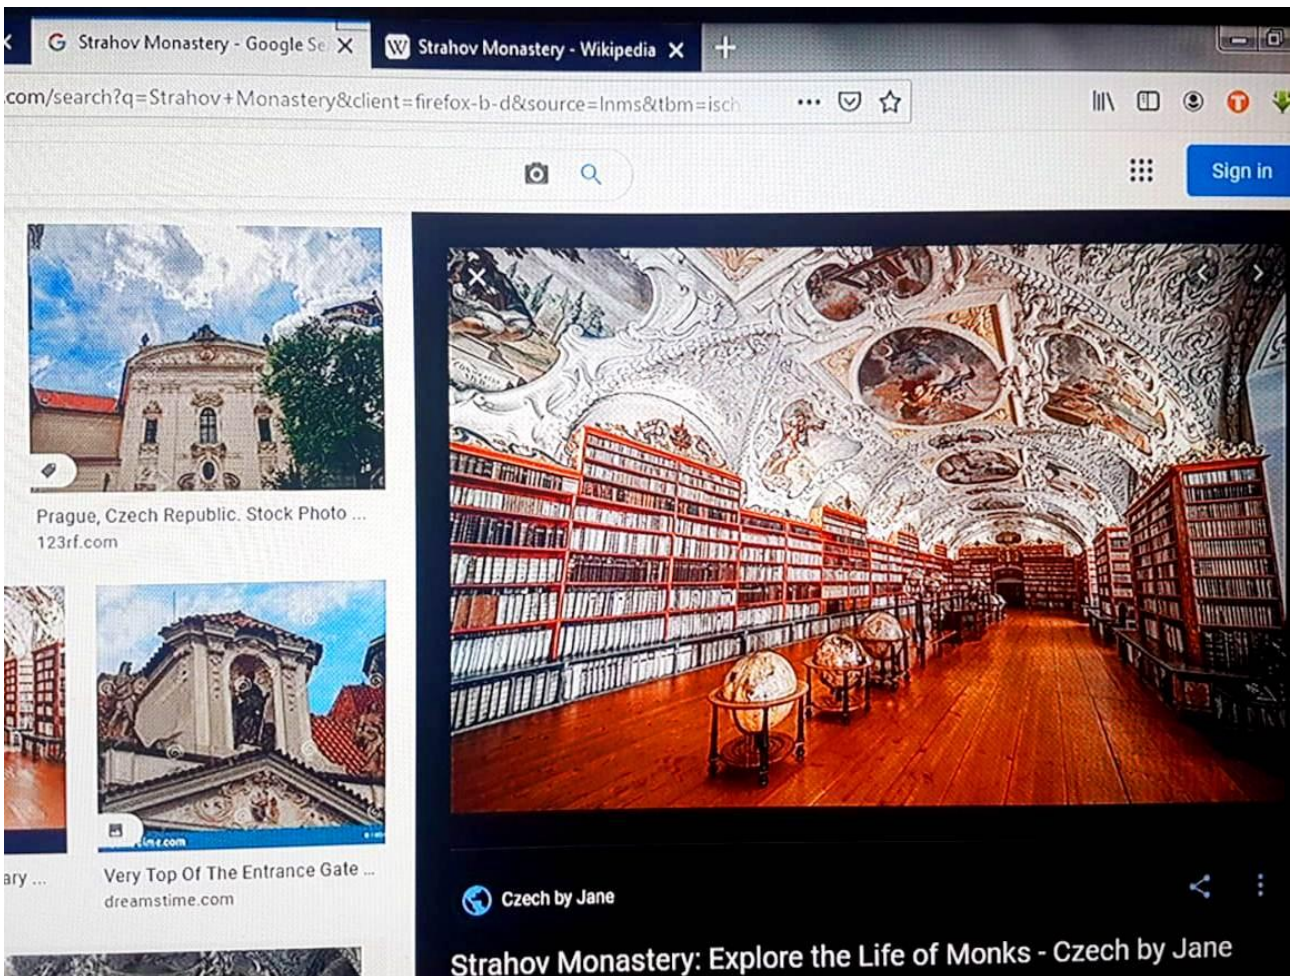 Strahov Monastery - Google Se
Strahov Monastery - Wikipedia
.com/search?q=Strahov+Monastery&client=firefox-b-d&source=lnms&tbm=isch
Sign in
Prague, Czech Republic. Stock Photo ...
123rf.com
ary ...
Very Top Of The Entrance Gate ...
dreamstime.com
Czech by Jane
Strahov Monastery: Explore the Life of Monks - Czech by Jane